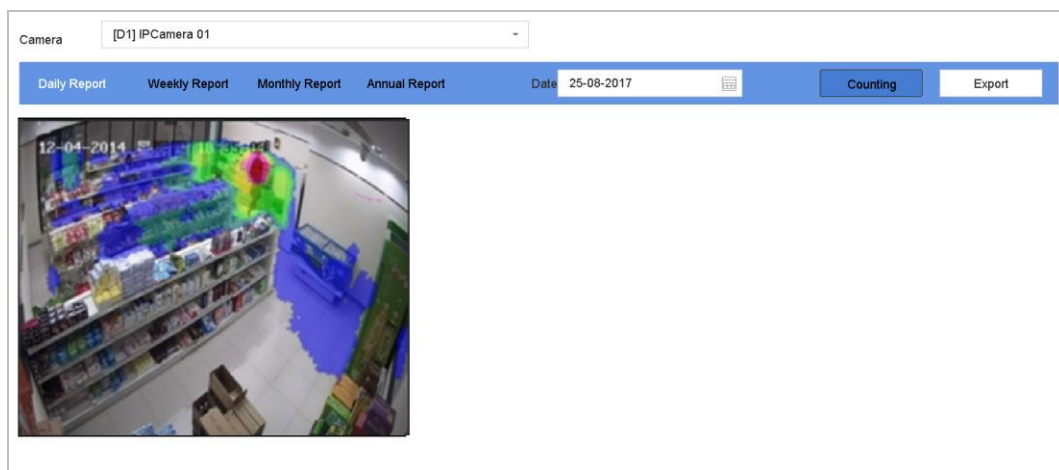 Camera [D1] IPCamera 01
Daily Report Weekly Report Monthly Report Annual Report Date 25-08-2017 Counting Export
12-04-2014